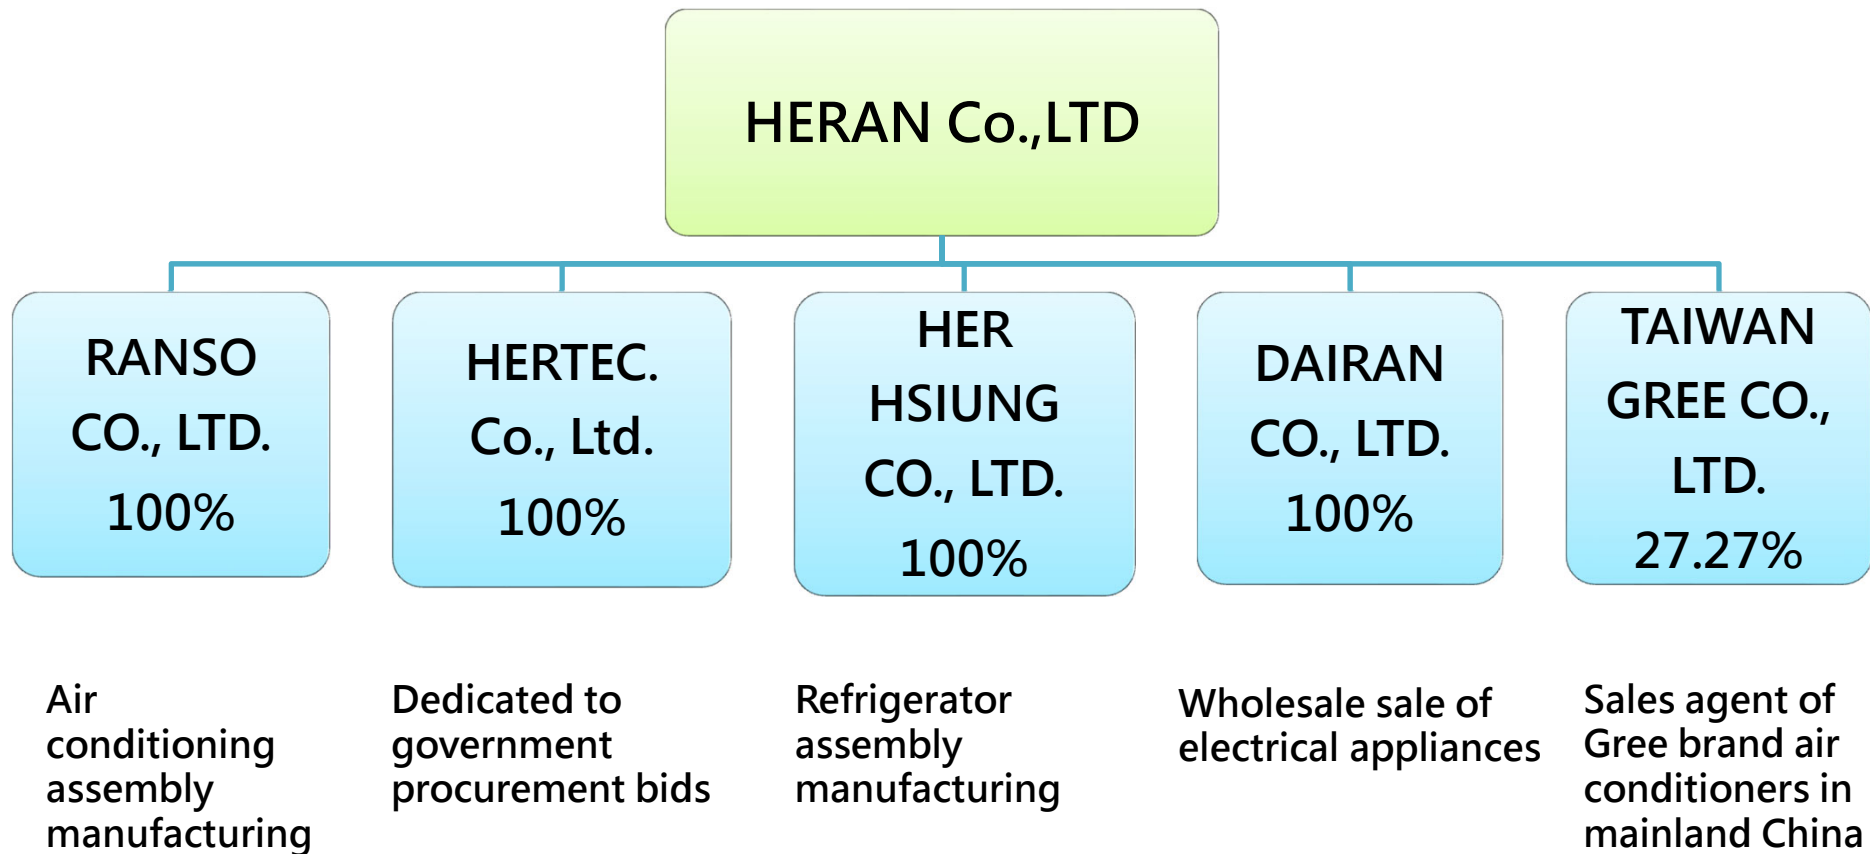 HERAN Co.,LTD
RANSO
CO., LTD.
100%
HERTEC.
Co., Ltd.
100%
HER
HSIUNG
CO., LTD.
100%
DAIRAN
CO., LTD.
100%
TAIWAN
GREE CO.,
LTD.
27.27%
Air
conditioning
assembly
manufacturing
Dedicated to
government
procurement bids
Refrigerator
assembly
manufacturing
Wholesale sale of
electrical appliances
Sales agent of
Gree brand air
conditioners in
mainland China